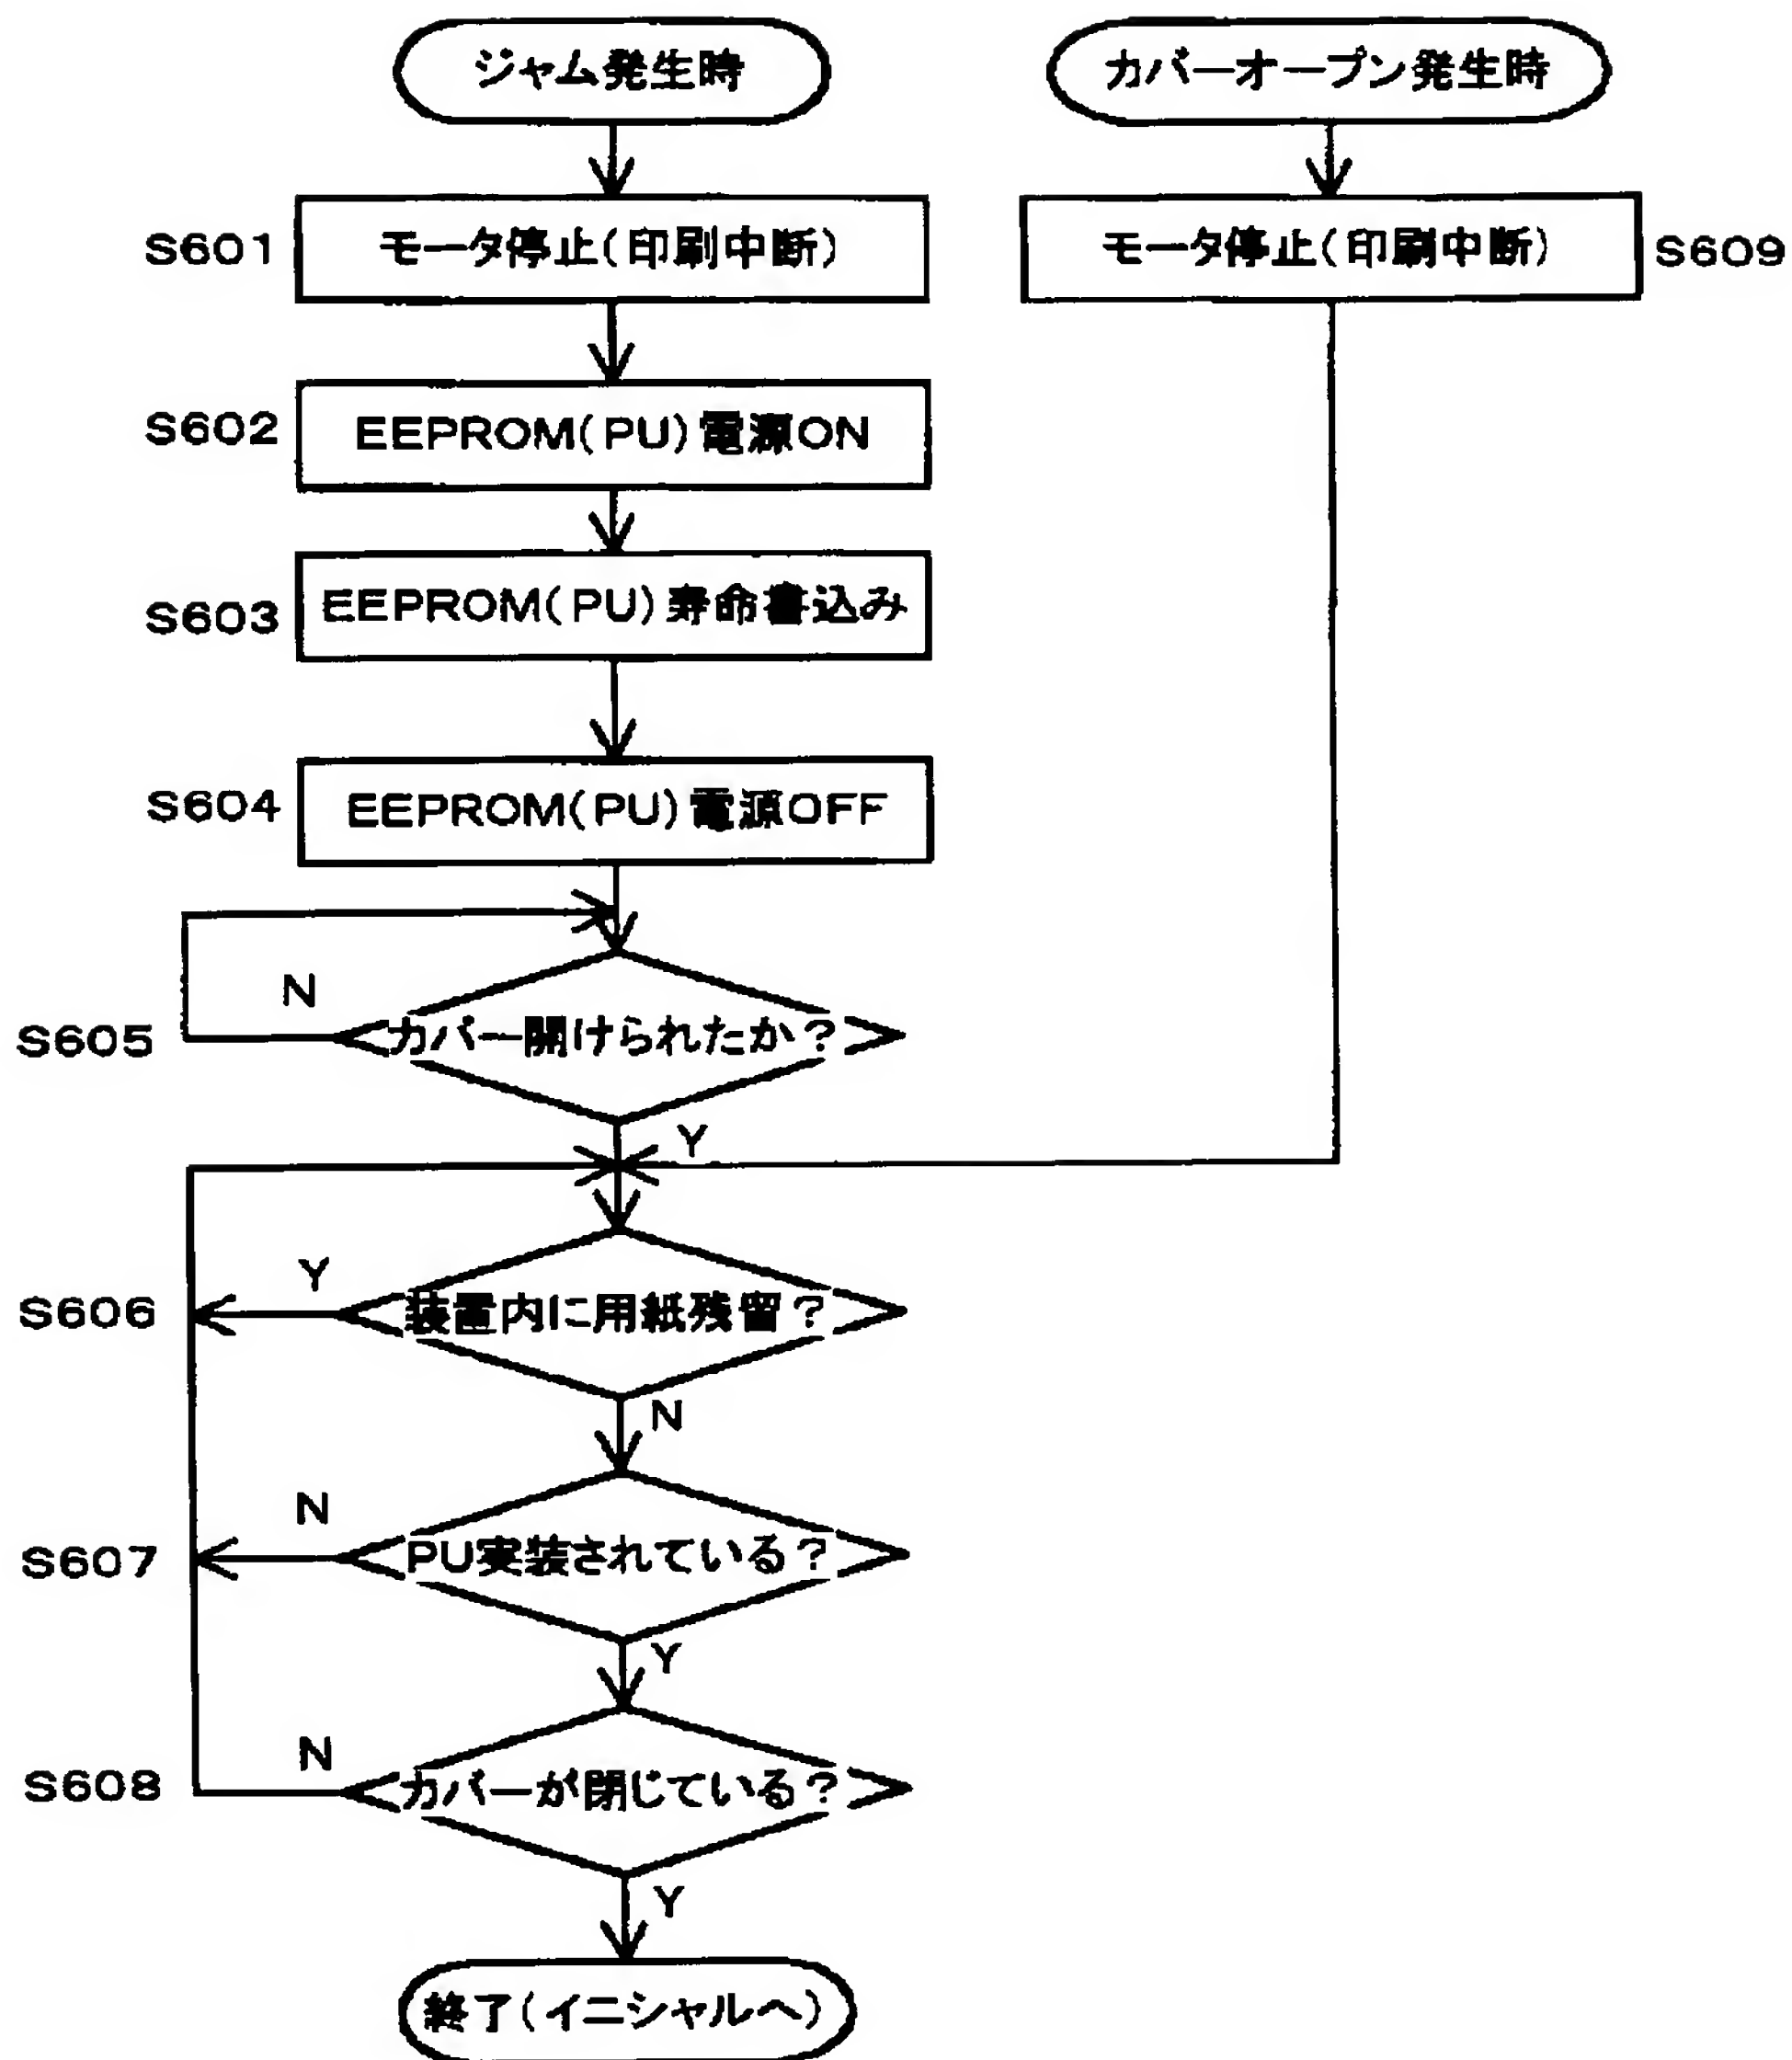 ジャム発生時
カバーオープン発生時
S601
モータ停止(印刷中断)
モータ停止(印刷中断)
S609
S602
EEPROM(PU)電源ON
S603
EEPROM(PU)寿命書込み
S604
EEPROM(PU)電源OFF
N
S605
カバー開けられたか?
Y
Y
S606
装置内に用紙残留?
N
N
S607
PU実装されている?
Y
N
S608
カバーが閉じている?
Y
終了(イニシャルへ)